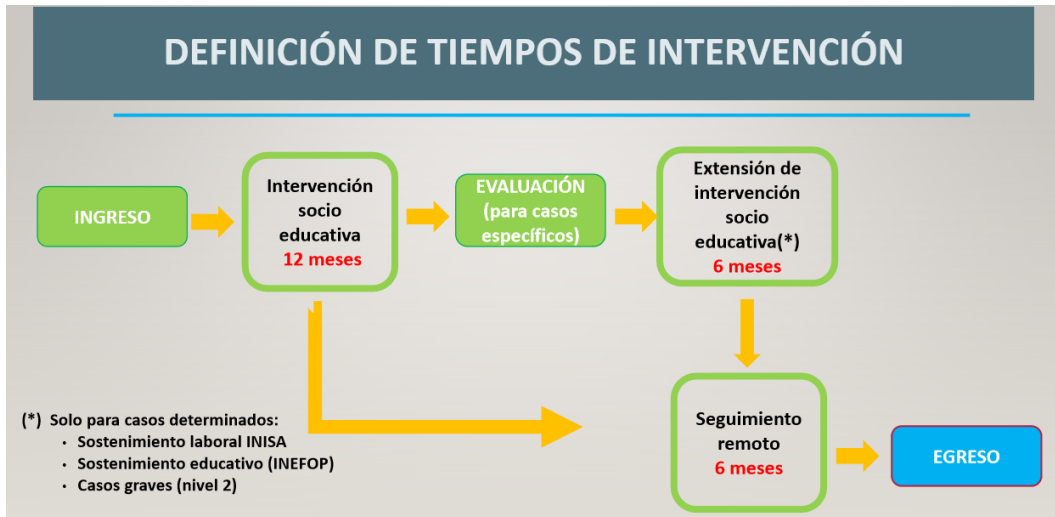 DEFINICIÓN DE TIEMPOS DE INTERVENCIÓN
INGRESO
Intervención
socio
educativa
12 meses
EVALUACIÓN
(para casos
específicos)
Extensión de
intervención
socio
educativa(*)
6 meses
Seguimiento
remoto
6 meses
EGRESO
(*) Solo para casos determinados:
• Sostenimiento laboral INISA
• Sostenimiento educativo (INEFOP)
• Casos graves (nivel 2)